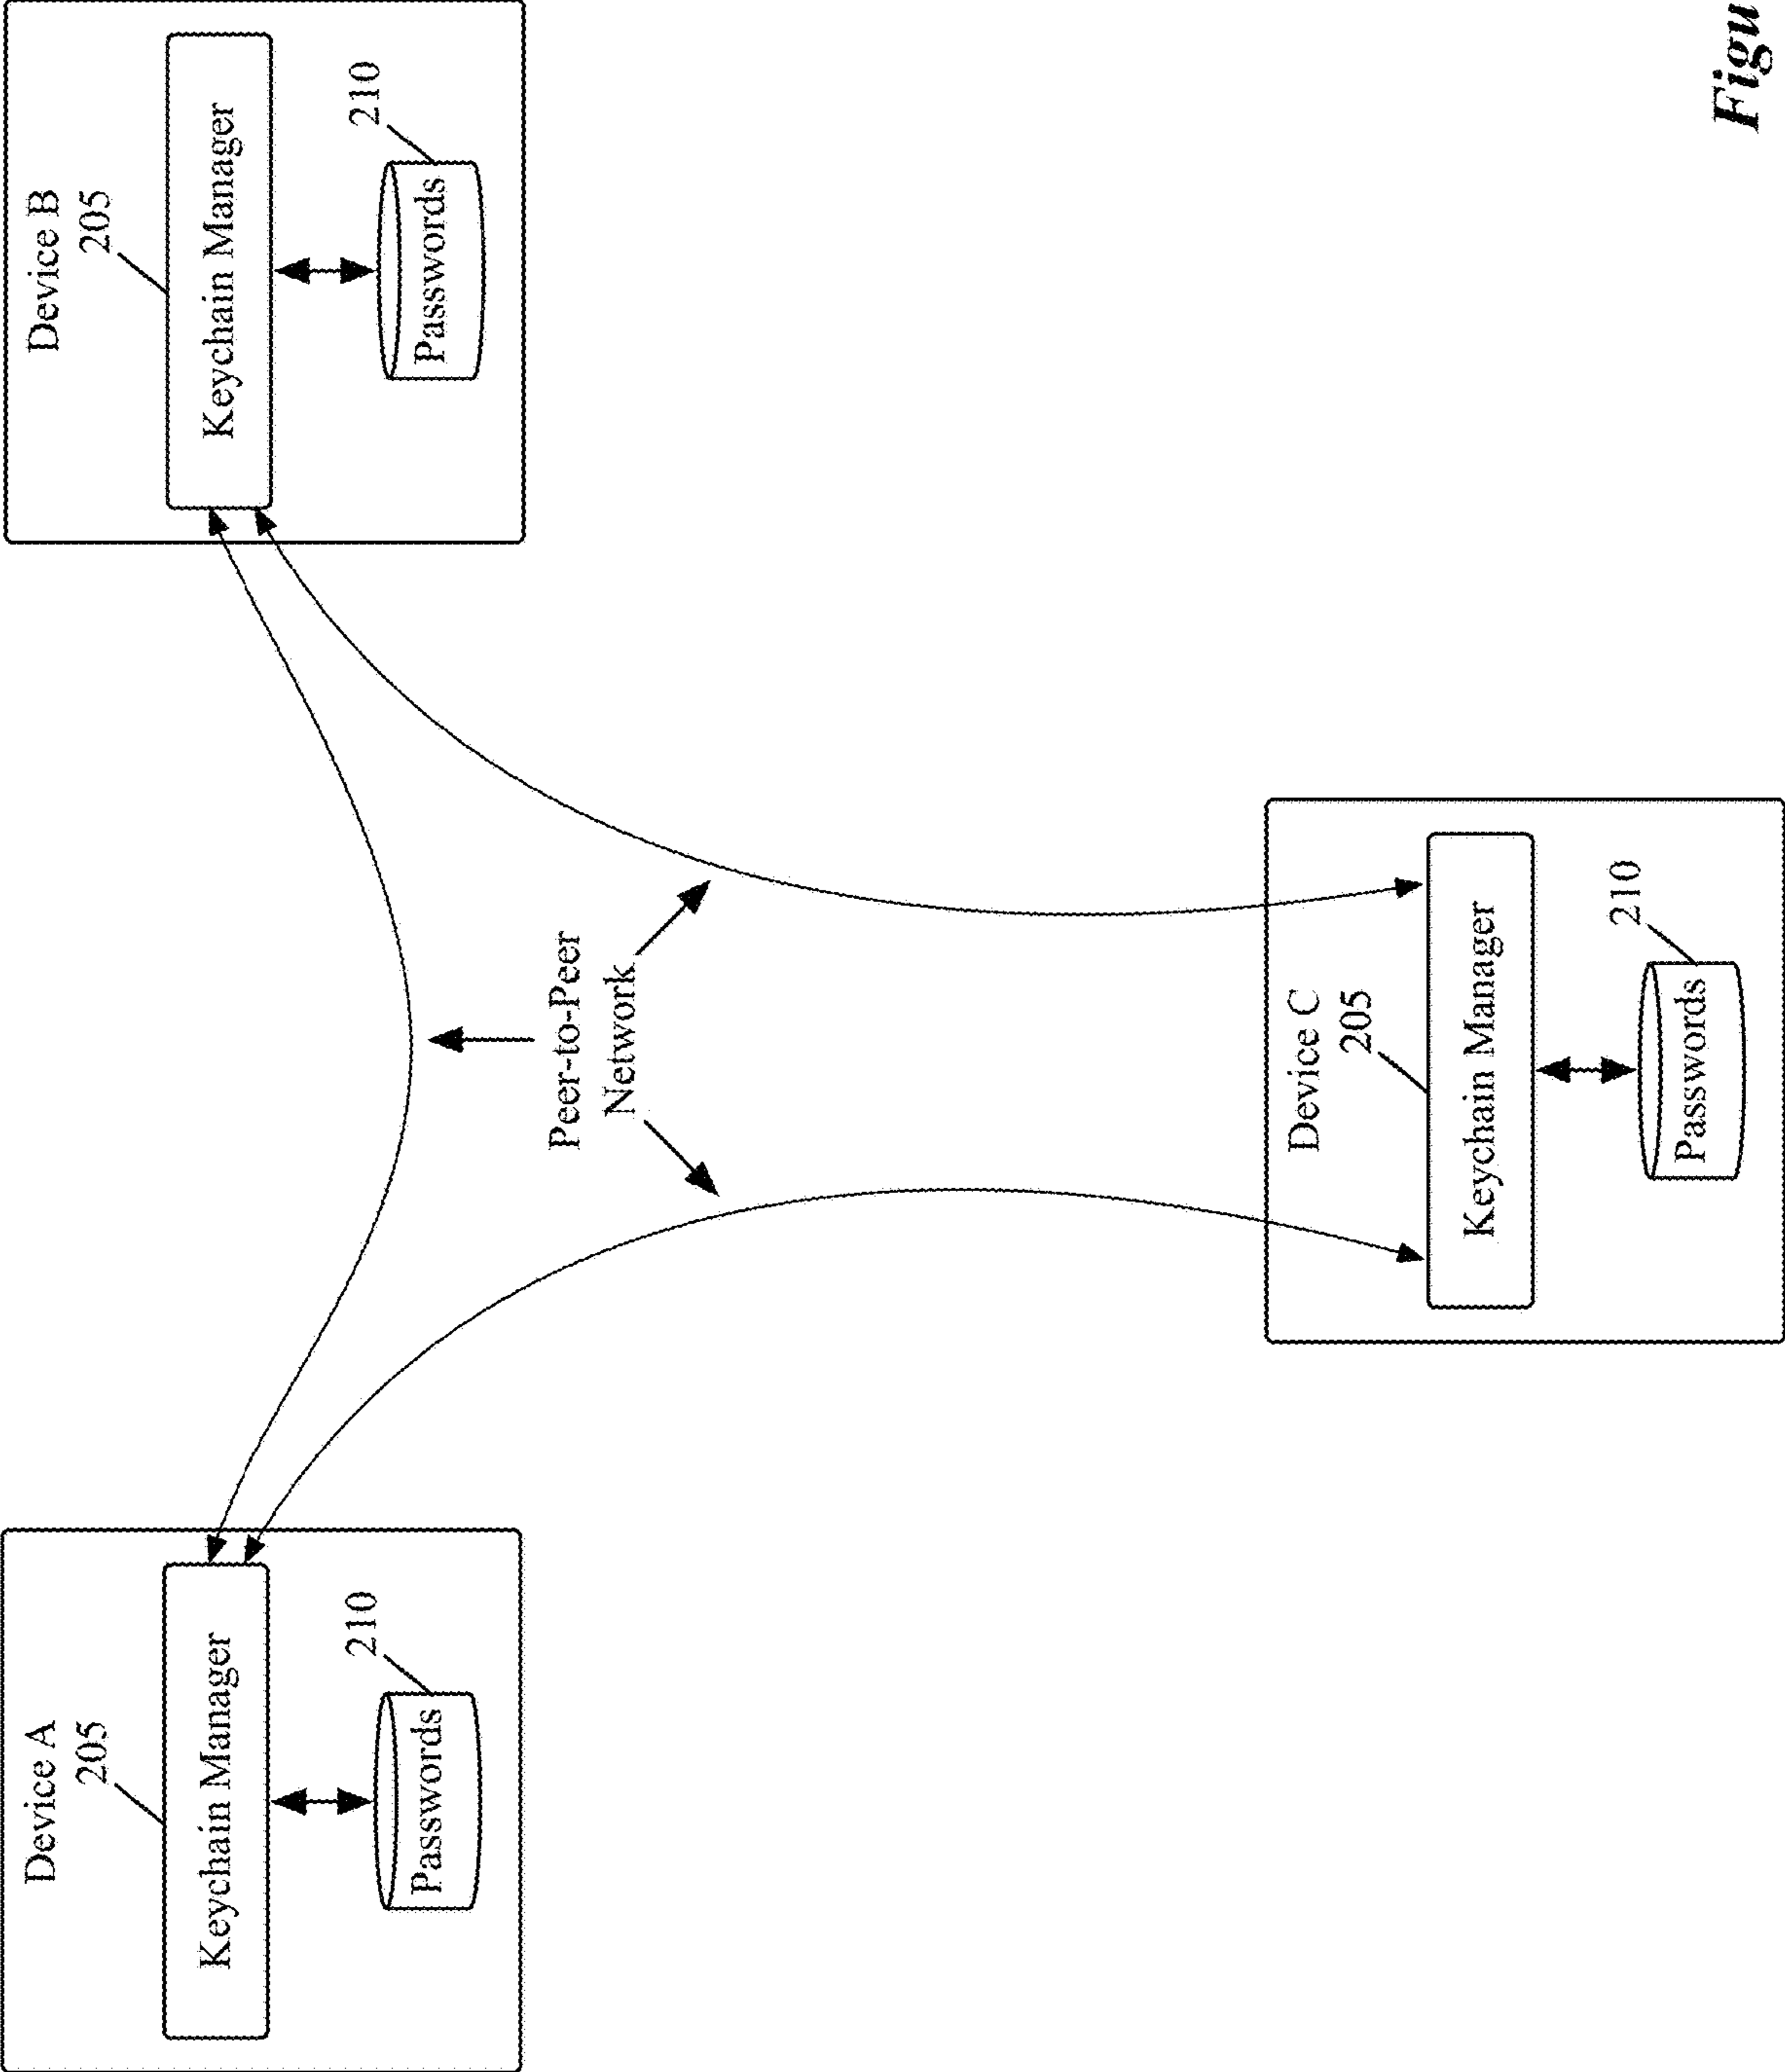 Device A
205
Keychain Manager
210
Passwords
Device B
205
Keychain Manager
210
Passwords
Peer-to-Peer
Network
Device C
205
Keychain Manager
210
Passwords
Figu